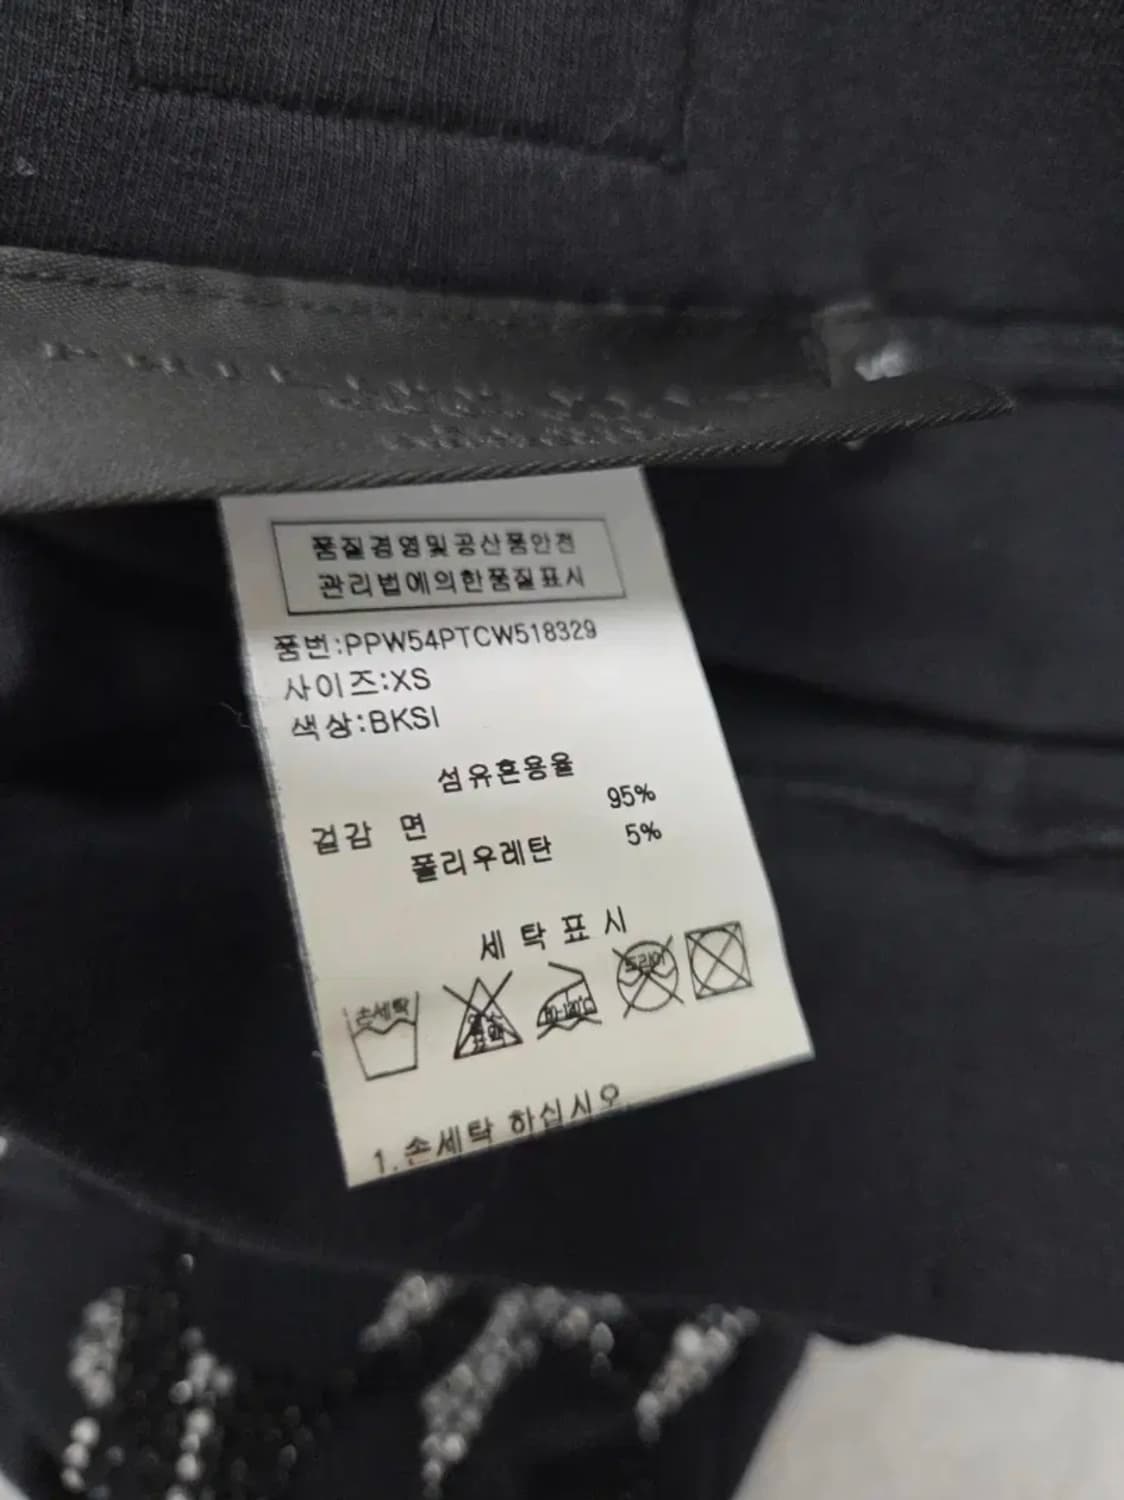 품질경영및공산품안전
관리법에의한품질표시
품번:PPW54PTCW518329
사이즈:XS
색상:BKSI
섬유혼용율
겉감 면 95%
폴리우레탄 5%
세탁표시
손세탁
드라이
1.손세탁 하십시오